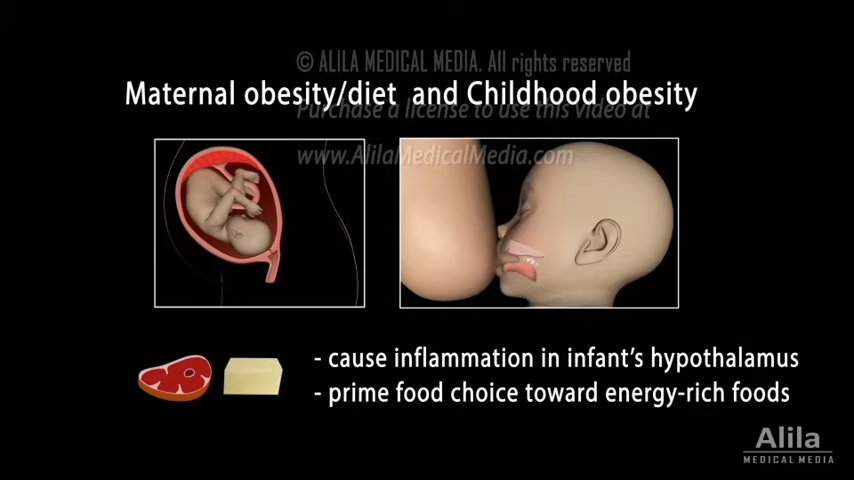 © ALILA MEDICAL MEDIA. All rights reserved
Maternal obesity/diet and Childhood obesity
Purchase a license to use this video at
www.AlilaMedicalMedia.com
- cause inflammation in infant's hypothalamus
- prime food choice toward energy-rich foods
Alila
MEDICAL MEDIA